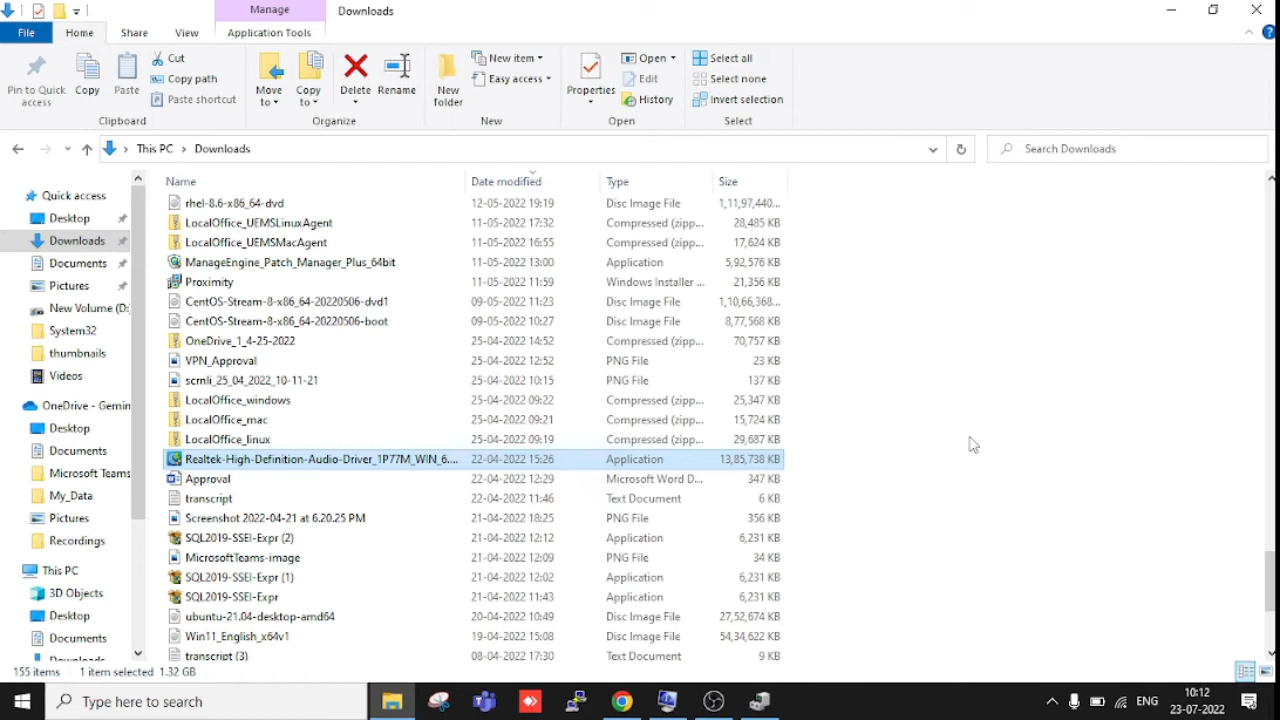 Manage
Downloads
File
Home
Share
View
Application Tools
Pin to Quick access
Copy
Paste
Cut
Copy path
Paste shortcut
Clipboard
Move to
Copy to
Delete
Rename
Organize
New folder
New item
Easy access
New
Properties
Open
Edit
History
Open
Select all
Select none
Invert selection
Select
This PC
Downloads
Search Downloads
Quick access
Desktop
Downloads
Documents
Pictures
New Volume (D:
System32
thumbnails
Videos
OneDrive - Gemin
Desktop
Documents
Microsoft Teams
My_Data
Pictures
Recordings
This PC
3D Objects
Desktop
Documents
Downloads
Name Date modified Type Size
rhel-8.6-x86_64-dvd 12-05-2022 19:19 Disc Image File 1,11,97,440...
LocalOffice_UEMSLinuxAgent 11-05-2022 17:32 Compressed (zipp... 28,485 KB
LocalOffice_UEMSMacAgent 11-05-2022 16:55 Compressed (zipp... 17,624 KB
ManageEngine_Patch_Manager_Plus_64bit 11-05-2022 13:00 Application 5,92,576 KB
Proximity 11-05-2022 11:59 Windows Installer ... 21,356 KB
CentOS-Stream-8-x86_64-20220506-dvd1 09-05-2022 11:23 Disc Image File 1,10,66,368...
CentOS-Stream-8-x86_64-20220506-boot 09-05-2022 10:27 Disc Image File 8,77,568 KB
OneDrive_1_4-25-2022 25-04-2022 14:52 Compressed (zipp... 70,757 KB
VPN_Approval 25-04-2022 12:52 PNG File 23 KB
scrnli_25_04_2022_10-11-21 25-04-2022 10:15 PNG File 137 KB
LocalOffice_windows 25-04-2022 09:22 Compressed (zipp... 25,347 KB
LocalOffice_mac 25-04-2022 09:21 Compressed (zipp... 15,724 KB
LocalOffice_linux 25-04-2022 09:19 Compressed (zipp... 29,687 KB
Realtek-High-Definition-Audio-Driver_1P77M_WIN_6.... 22-04-2022 15:26 Application 13,85,738 KB
Approval 22-04-2022 12:29 Microsoft Word D... 347 KB
transcript 22-04-2022 11:46 Text Document 6 KB
Screenshot 2022-04-21 at 6.20.25 PM 21-04-2022 18:25 PNG File 356 KB
SQL2019-SSEI-Expr (2) 21-04-2022 12:12 Application 6,231 KB
MicrosoftTeams-image 21-04-2022 12:09 PNG File 34 KB
SQL2019-SSEI-Expr (1) 21-04-2022 12:02 Application 6,231 KB
SQL2019-SSEI-Expr 21-04-2022 11:43 Application 6,231 KB
ubuntu-21.04-desktop-amd64 20-04-2022 10:49 Disc Image File 27,52,674 KB
Win11_English_x64v1 19-04-2022 15:08 Disc Image File 54,34,622 KB
transcript (3) 08-04-2022 17:30 Text Document 9 KB
155 items 1 item selected 1.32 GB
Type here to search
ENG
10:12
23-07-2022